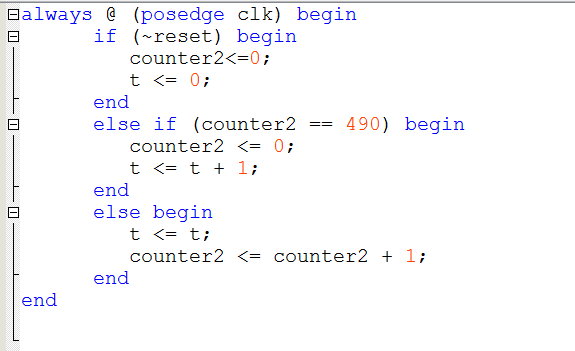 always @ (posedge clk) begin
if (~reset) begin
counter2<=0;
t <= 0;
end
else if (counter2 == 490) begin
counter2 <= 0;
t <= t + 1;
end
else begin
t <= t;
counter2 <= counter2 + 1;
end
end